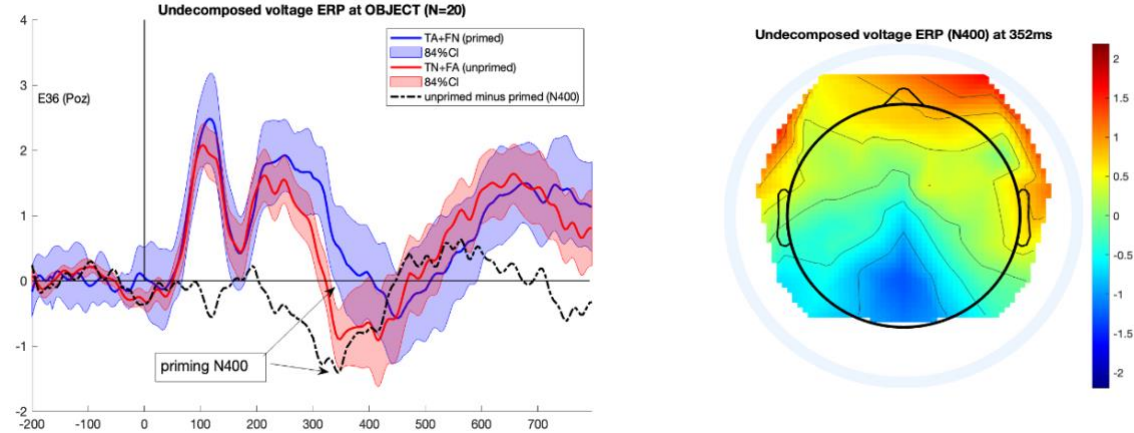 Undecomposed voltage ERP at OBJECT (N=20)
4
3
2
1
0
-1
-2
E36 (Poz)
TA+FN (primed)
84%CI
TN+FA (unprimed)
84%CI
unprimed minus primed (N400)
priming N400
-200 -100 0 100 200 300 400 500 600 700
Undecomposed voltage ERP (N400) at 352ms
2
1.5
1
0.5
0
-0.5
-1
-1.5
-2